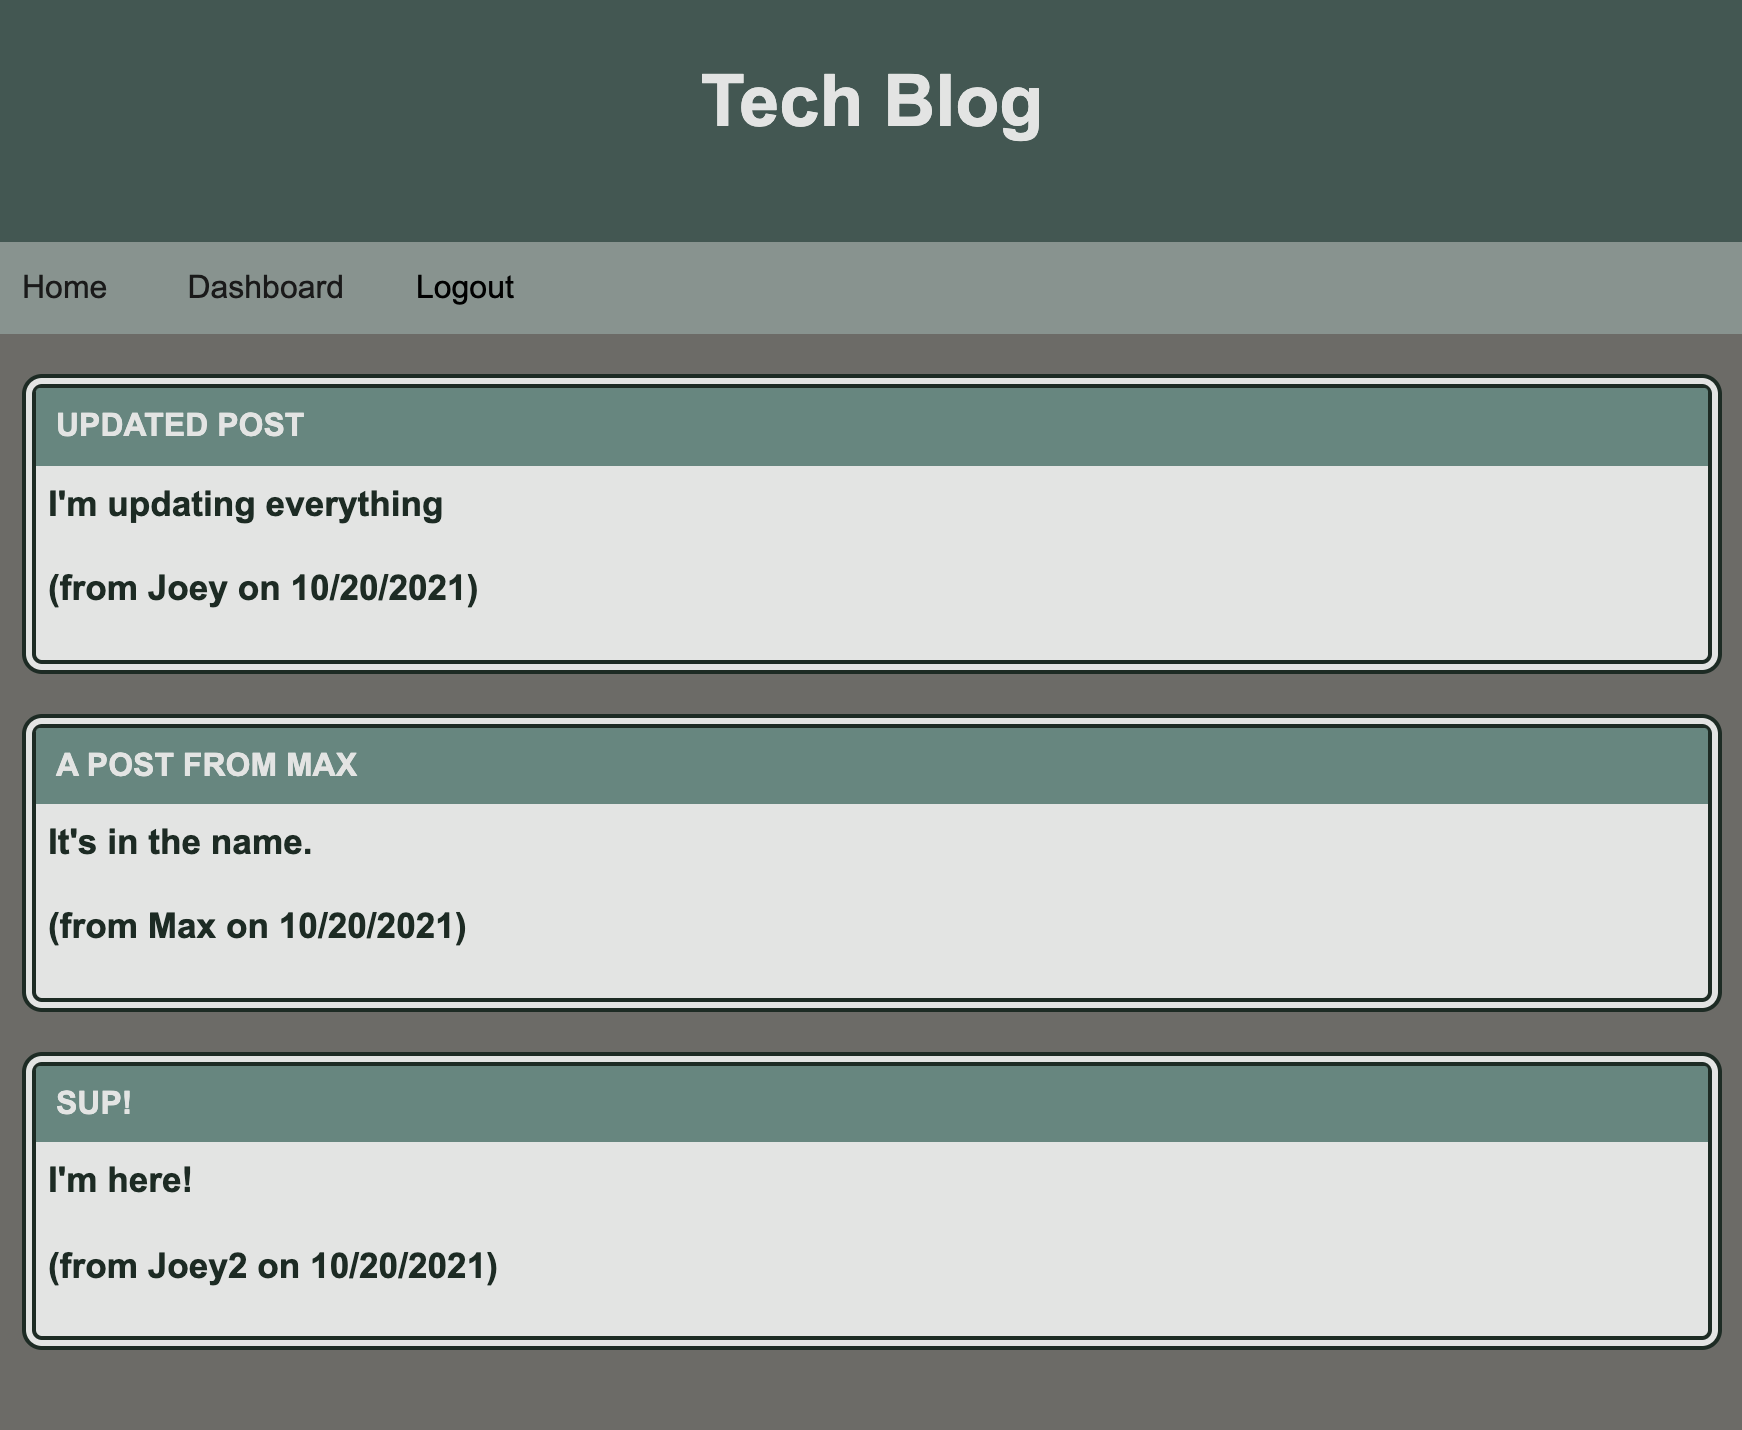 Tech Blog
Home Dashboard Logout
UPDATED POST
I'm updating everything
(from Joey on 10/20/2021)
A POST FROM MAX
It's in the name.
(from Max on 10/20/2021)
SUP!
I'm here!
(from Joey2 on 10/20/2021)